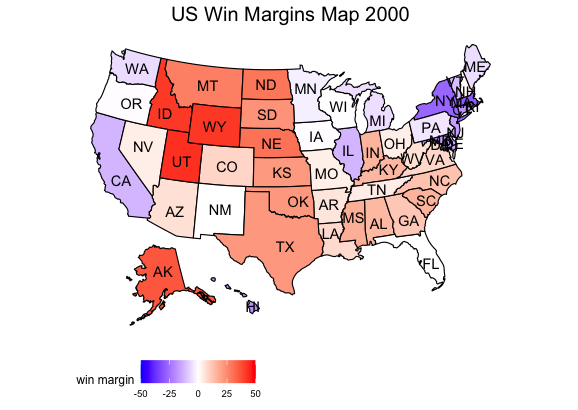 US Win Margins Map 2000
WA
ME
MT
ND
MN
VT
NH
OR
ID
SD
WI
NY
MA
WY
MI
RI
IA
PA
NE
NJ
NV
UT
IL
IN
OH
DE
CO
MO
WV
VA
CA
KS
KY
NC
OK
TN
AZ
NM
AR
SC
MS
AL
GA
TX
LA
FL
AK
HI
win margin
-50 -25 0 25 50